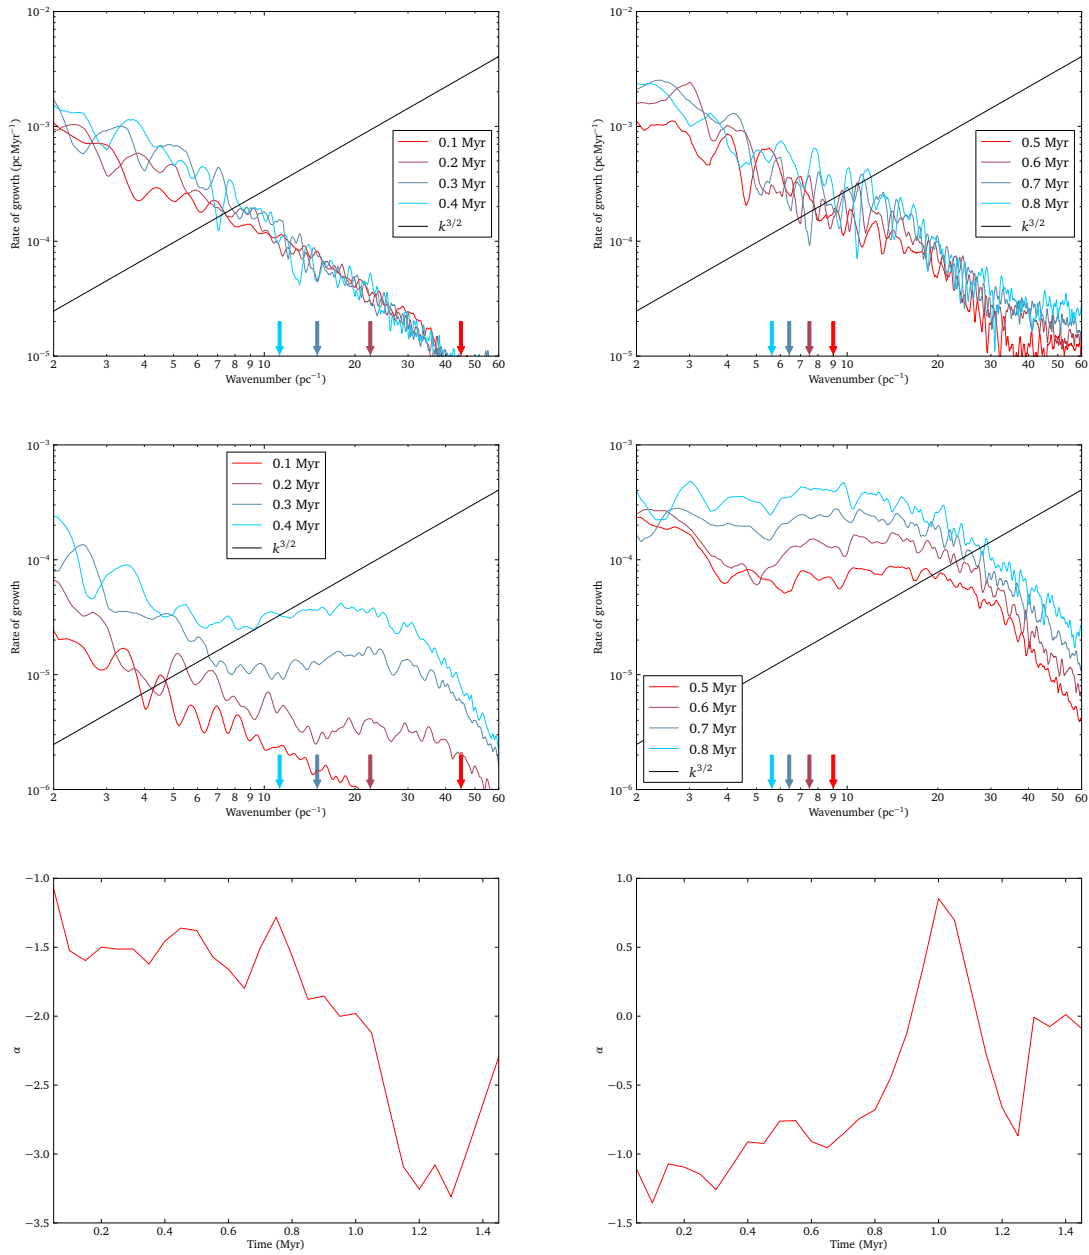 10⁻²
10⁻³
10⁻⁴
10⁻⁵
Rate of growth (pc Myr⁻¹)
0.1 Myr
0.2 Myr
0.3 Myr
0.4 Myr
k³ᐟ²
2 3 4 5 6 7 8 9 10 20 30 40 50 60
Wavenumber (pc⁻¹)
10⁻²
10⁻³
10⁻⁴
10⁻⁵
Rate of growth (pc Myr⁻¹)
0.5 Myr
0.6 Myr
0.7 Myr
0.8 Myr
k³ᐟ²
2 3 4 5 6 7 8 9 10 20 30 40 50 60
Wavenumber (pc⁻¹)
10⁻³
10⁻⁴
10⁻⁵
10⁻⁶
Rate of growth
0.1 Myr
0.2 Myr
0.3 Myr
0.4 Myr
k³ᐟ²
2 3 4 5 6 7 8 9 10 20 30 40 50 60
Wavenumber (pc⁻¹)
10⁻³
10⁻⁴
10⁻⁵
10⁻⁶
Rate of growth
0.5 Myr
0.6 Myr
0.7 Myr
0.8 Myr
k³ᐟ²
2 3 4 5 6 7 8 9 10 20 30 40 50 60
Wavenumber (pc⁻¹)
−1.0
−1.5
−2.0
−2.5
−3.0
−3.5
α
0.2 0.4 0.6 0.8 1.0 1.2 1.4
Time (Myr)
1.0
0.5
0.0
−0.5
−1.0
−1.5
α
0.2 0.4 0.6 0.8 1.0 1.2 1.4
Time (Myr)